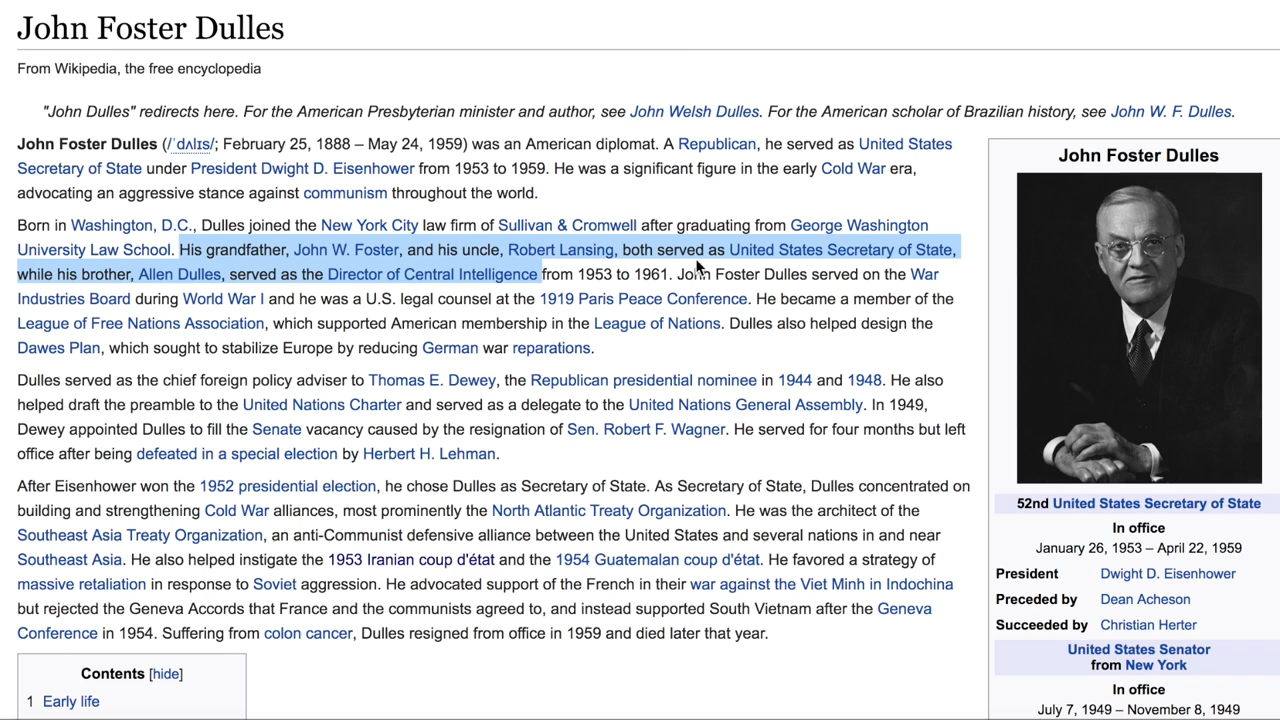 John Foster Dulles
From Wikipedia, the free encyclopedia
"John Dulles" redirects here. For the American Presbyterian minister and author, see John Welsh Dulles. For the American scholar of Brazilian history, see John W. F. Dulles.
John Foster Dulles (/ˈdʌlɪs/; February 25, 1888 – May 24, 1959) was an American diplomat. A Republican, he served as United States
Secretary of State under President Dwight D. Eisenhower from 1953 to 1959. He was a significant figure in the early Cold War era,
advocating an aggressive stance against communism throughout the world.
Born in Washington, D.C., Dulles joined the New York City law firm of Sullivan & Cromwell after graduating from George Washington
University Law School. His grandfather, John W. Foster, and his uncle, Robert Lansing, both served as United States Secretary of State,
while his brother, Allen Dulles, served as the Director of Central Intelligence from 1953 to 1961. John Foster Dulles served on the War
Industries Board during World War I and he was a U.S. legal counsel at the 1919 Paris Peace Conference. He became a member of the
League of Free Nations Association, which supported American membership in the League of Nations. Dulles also helped design the
Dawes Plan, which sought to stabilize Europe by reducing German war reparations.
Dulles served as the chief foreign policy adviser to Thomas E. Dewey, the Republican presidential nominee in 1944 and 1948. He also
helped draft the preamble to the United Nations Charter and served as a delegate to the United Nations General Assembly. In 1949,
Dewey appointed Dulles to fill the Senate vacancy caused by the resignation of Sen. Robert F. Wagner. He served for four months but left
office after being defeated in a special election by Herbert H. Lehman.
After Eisenhower won the 1952 presidential election, he chose Dulles as Secretary of State. As Secretary of State, Dulles concentrated on
building and strengthening Cold War alliances, most prominently the North Atlantic Treaty Organization. He was the architect of the
Southeast Asia Treaty Organization, an anti-Communist defensive alliance between the United States and several nations in and near
Southeast Asia. He also helped instigate the 1953 Iranian coup d'état and the 1954 Guatemalan coup d'état. He favored a strategy of
massive retaliation in response to Soviet aggression. He advocated support of the French in their war against the Viet Minh in Indochina
but rejected the Geneva Accords that France and the communists agreed to, and instead supported South Vietnam after the Geneva
Conference in 1954. Suffering from colon cancer, Dulles resigned from office in 1959 and died later that year.
Contents [hide]
1 Early life
John Foster Dulles
52nd United States Secretary of State
In office
January 26, 1953 – April 22, 1959
President Dwight D. Eisenhower
Preceded by Dean Acheson
Succeeded by Christian Herter
United States Senator
from New York
In office
July 7, 1949 – November 8, 1949